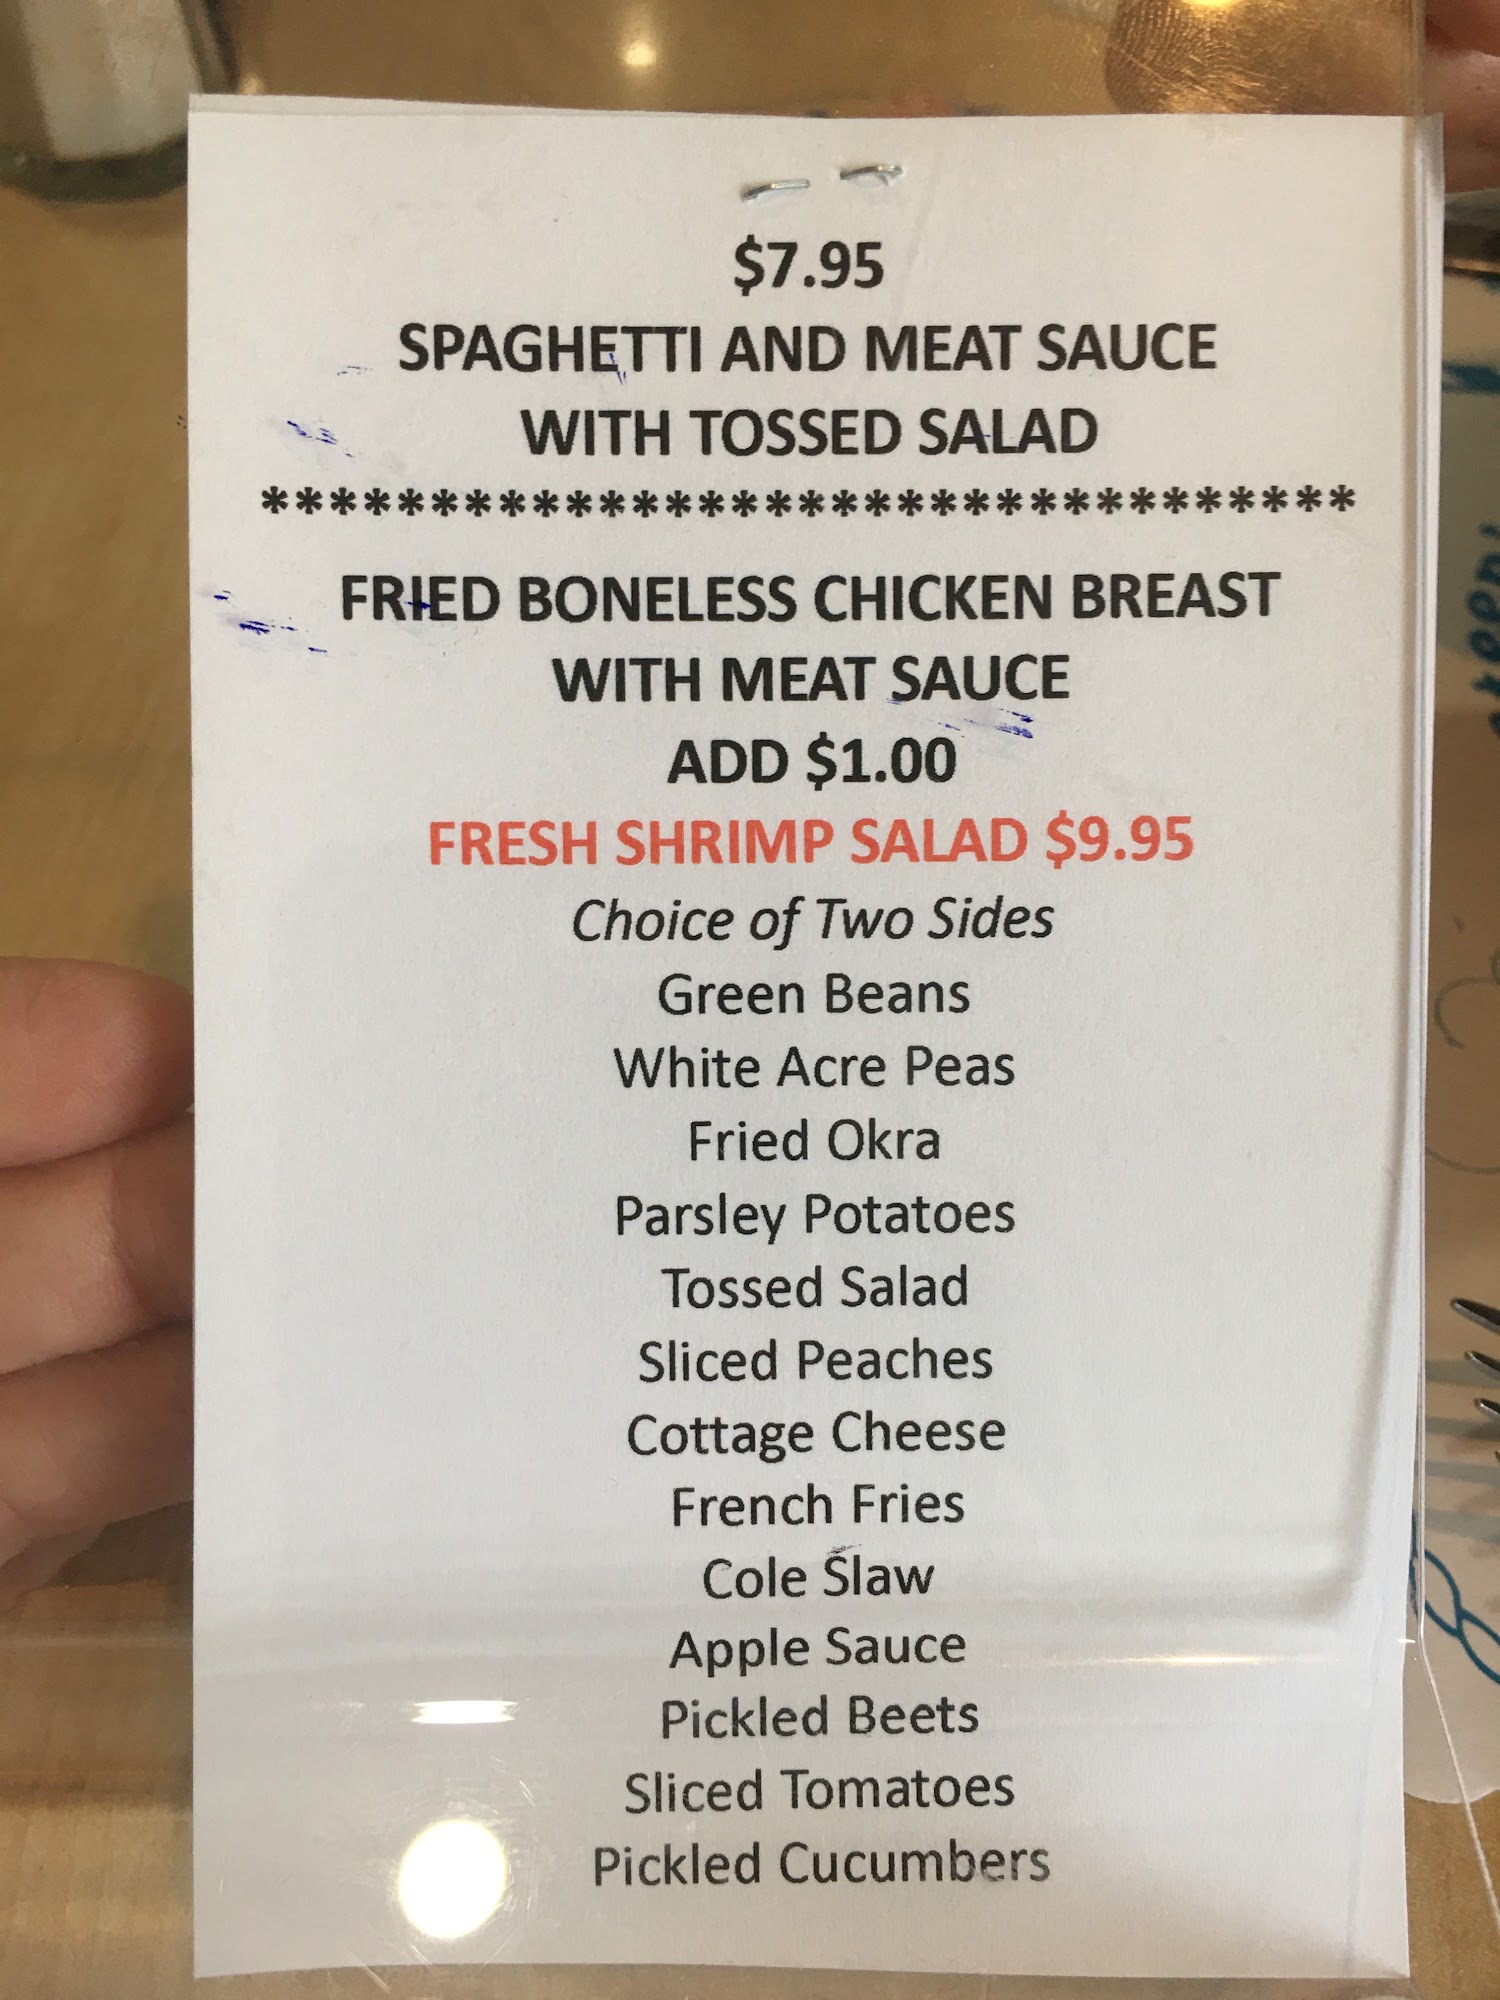 $7.95
SPAGHETTI AND MEAT SAUCE
WITH TOSSED SALAD
*********************************
FRIED BONELESS CHICKEN BREAST
WITH MEAT SAUCE
ADD $1.00
FRESH SHRIMP SALAD $9.95
Choice of Two Sides
Green Beans
White Acre Peas
Fried Okra
Parsley Potatoes
Tossed Salad
Sliced Peaches
Cottage Cheese
French Fries
Cole Slaw
Apple Sauce
Pickled Beets
Sliced Tomatoes
Pickled Cucumbers